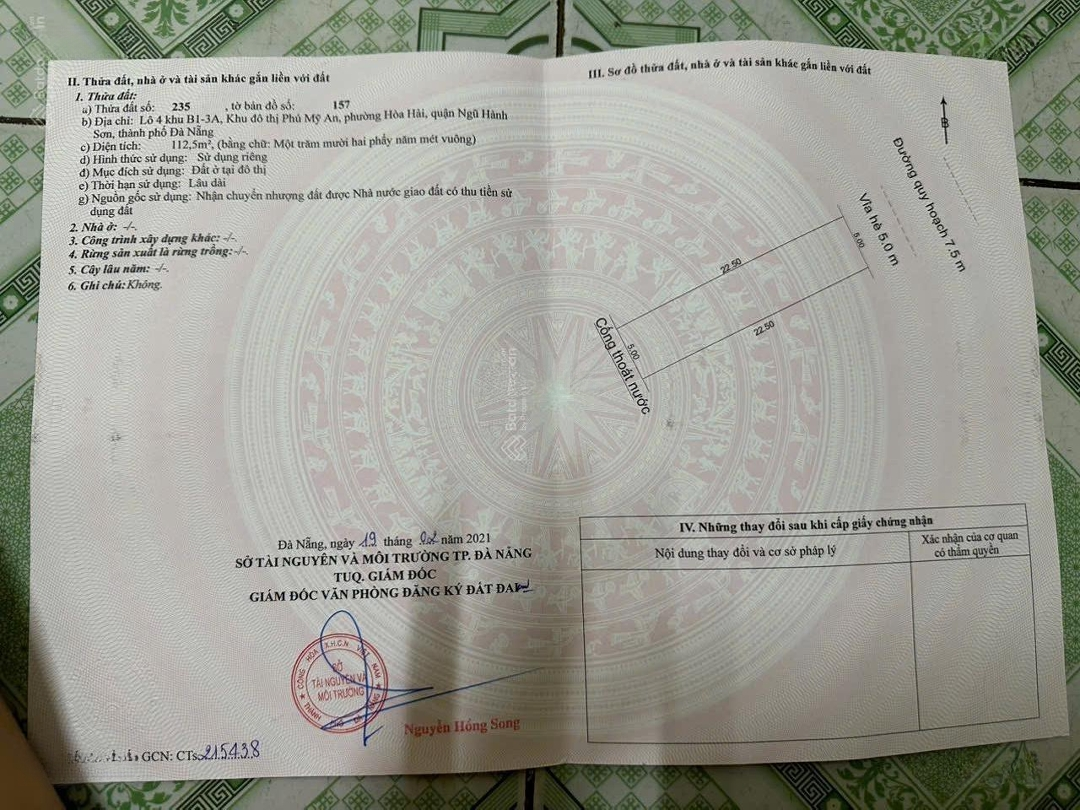 II. Thửa đất, nhà ở và tài sản khác gắn liền với đất
1. Thửa đất:
a) Thửa đất số: 235 , tờ bản đồ số: 157
b) Địa chỉ: Lô 4 khu B1-3A, Khu đô thị Phú Mỹ An, phường Hòa Hải, quận Ngũ Hành
Sơn, thành phố Đà Nẵng
c) Diện tích: 112,5m², (bằng chữ: Một trăm mười hai phẩy năm mét vuông)
d) Hình thức sử dụng: Sử dụng riêng
đ) Mục đích sử dụng: Đất ở tại đô thị
e) Thời hạn sử dụng: Lâu dài
g) Nguồn gốc sử dụng: Nhận chuyển nhượng đất được Nhà nước giao đất có thu tiền sử
dụng đất
2. Nhà ở: -/-.
3. Công trình xây dựng khác: -/-.
4. Rừng sản xuất là rừng trồng: -/-.
5. Cây lâu năm: -/-.
6. Ghi chú: Không.
Đà Nẵng, ngày 19 tháng 02 năm 2021
SỞ TÀI NGUYÊN VÀ MÔI TRƯỜNG TP. ĐÀ NẴNG
TUQ. GIÁM ĐỐC
GIÁM ĐỐC VĂN PHÒNG ĐĂNG KÝ ĐẤT ĐAI
CỘNG HÒA X.H.C.N VIỆT NAM
SỞ
TÀI NGUYÊN VÀ
MÔI TRƯỜNG
THÀNH PHỐ ĐÀ NẴNG
Nguyễn Hồng Song
GCN: CTs 215438
III. Sơ đồ thửa đất, nhà ở và tài sản khác gắn liền với đất
B
Đường quy hoạch 7.5 m
Vỉa hè 5.0 m
5.00
22.50
22.50
5.00
Cống thoát nước
IV. Những thay đổi sau khi cấp giấy chứng nhận
Nội dung thay đổi và cơ sở pháp lý
Xác nhận của cơ quan
có thẩm quyền
Batdongsan